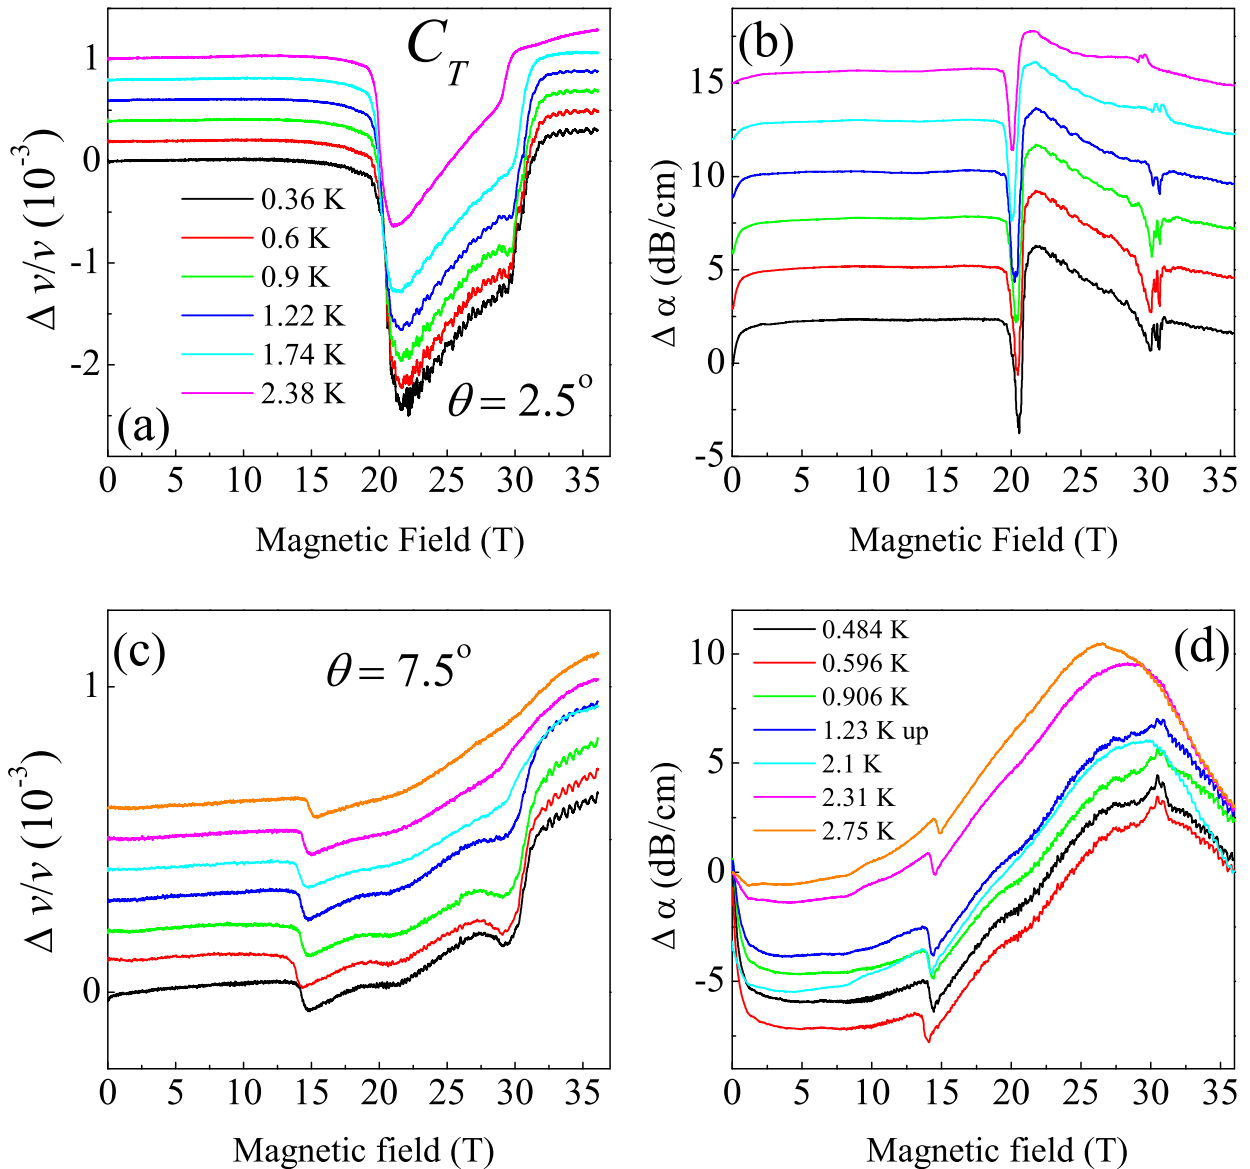 C_T
(a)
Δ v/v (10^-3)
1
0
-1
-2
0.36 K
0.6 K
0.9 K
1.22 K
1.74 K
2.38 K
θ = 2.5°
0 5 10 15 20 25 30 35
Magnetic Field (T)
(b)
Δ α (dB/cm)
15
10
5
0
-5
0 5 10 15 20 25 30 35
Magnetic Field (T)
(c)
θ = 7.5°
Δ v/v (10^-3)
1
0
0 5 10 15 20 25 30 35
Magnetic field (T)
(d)
Δ α (dB/cm)
10
5
0
-5
0.484 K
0.596 K
0.906 K
1.23 K up
2.1 K
2.31 K
2.75 K
0 5 10 15 20 25 30 35
Magnetic field (T)